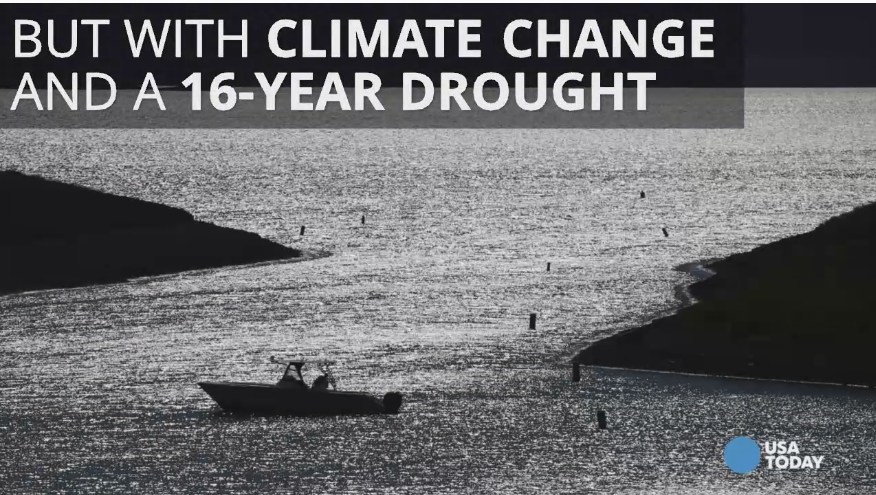 BUT WITH CLIMATE CHANGE
AND A 16-YEAR DROUGHT
USA
TODAY